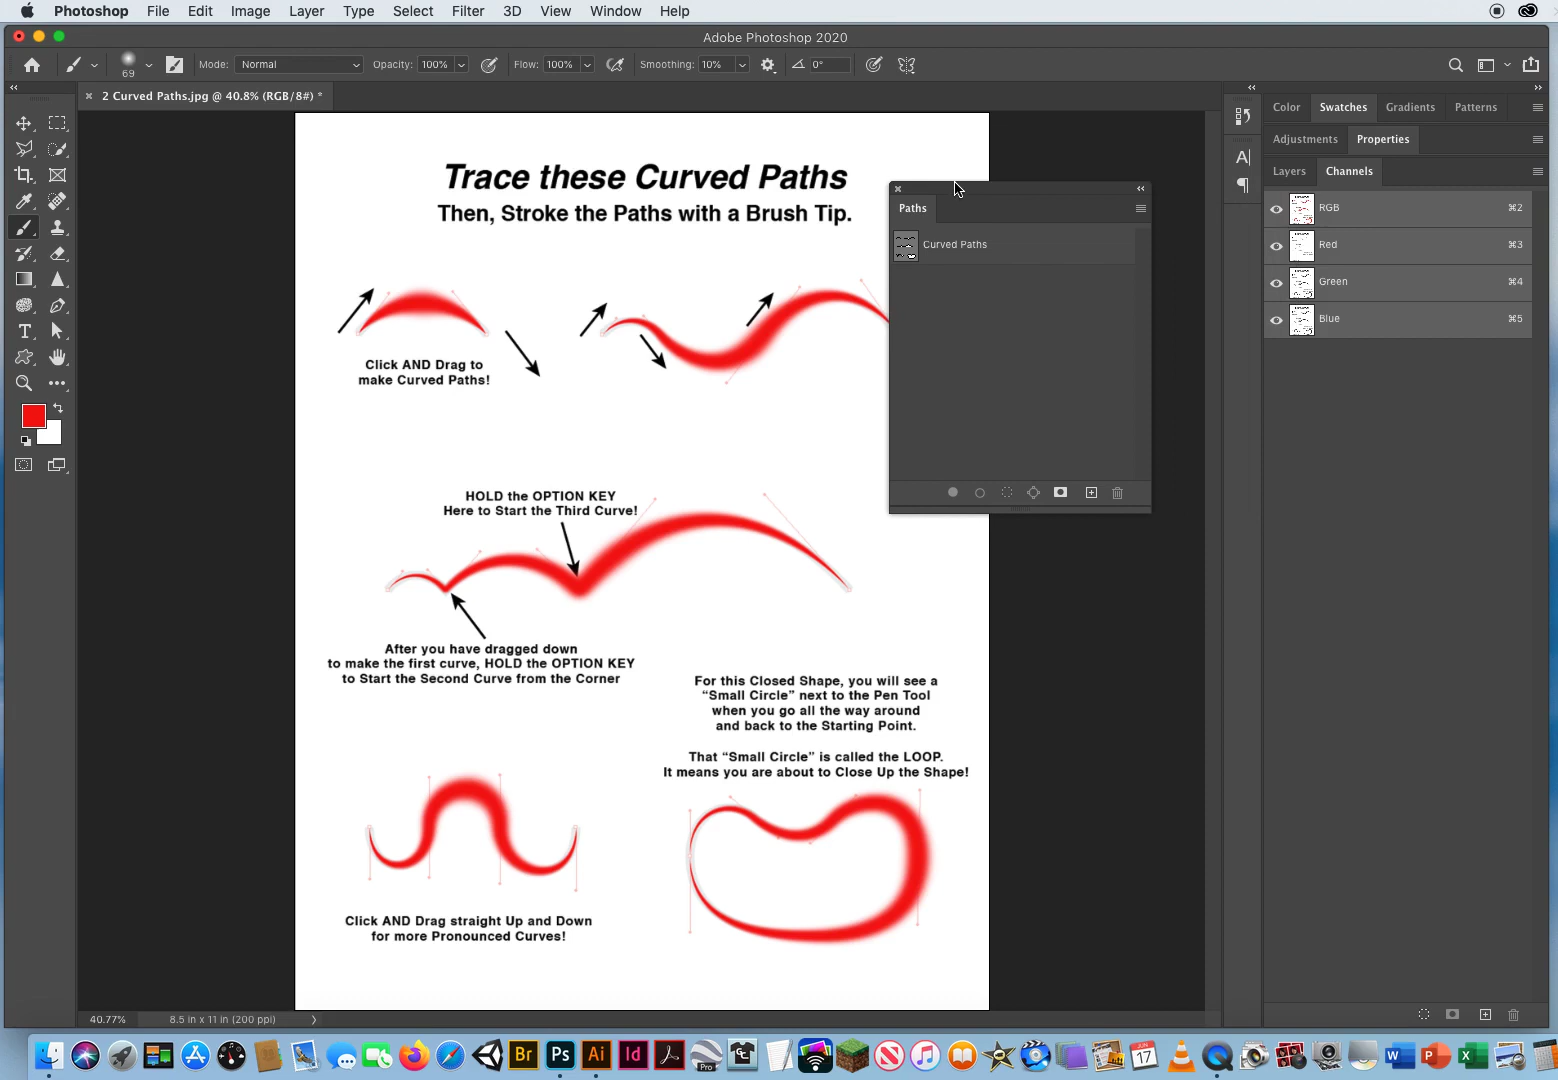 Photoshop File Edit Image Layer Type Select Filter 3D View Window Help
Adobe Photoshop 2020
69 Mode: Normal Opacity: 100% Flow: 100% Smoothing: 10% 0°
2 Curved Paths.jpg @ 40.8% (RGB/8#) *
Color Swatches Gradients Patterns
Adjustments Properties
Layers Channels
RGB ⌘2
Red ⌘3
Green ⌘4
Blue ⌘5
Paths
Curved Paths
Trace these Curved Paths
Then, Stroke the Paths with a Brush Tip.
Click AND Drag to
make Curved Paths!
HOLD the OPTION KEY
Here to Start the Third Curve!
After you have dragged down
to make the first curve, HOLD the OPTION KEY
to Start the Second Curve from the Corner
For this Closed Shape, you will see a
“Small Circle” next to the Pen Tool
when you go all the way around
and back to the Starting Point.
That “Small Circle” is called the LOOP.
It means you are about to Close Up the Shape!
Click AND Drag straight Up and Down
for more Pronounced Curves!
40.77% 8.5 in x 11 in (200 ppi)
Br Ps Ai Id Pro JUN 17 W P X